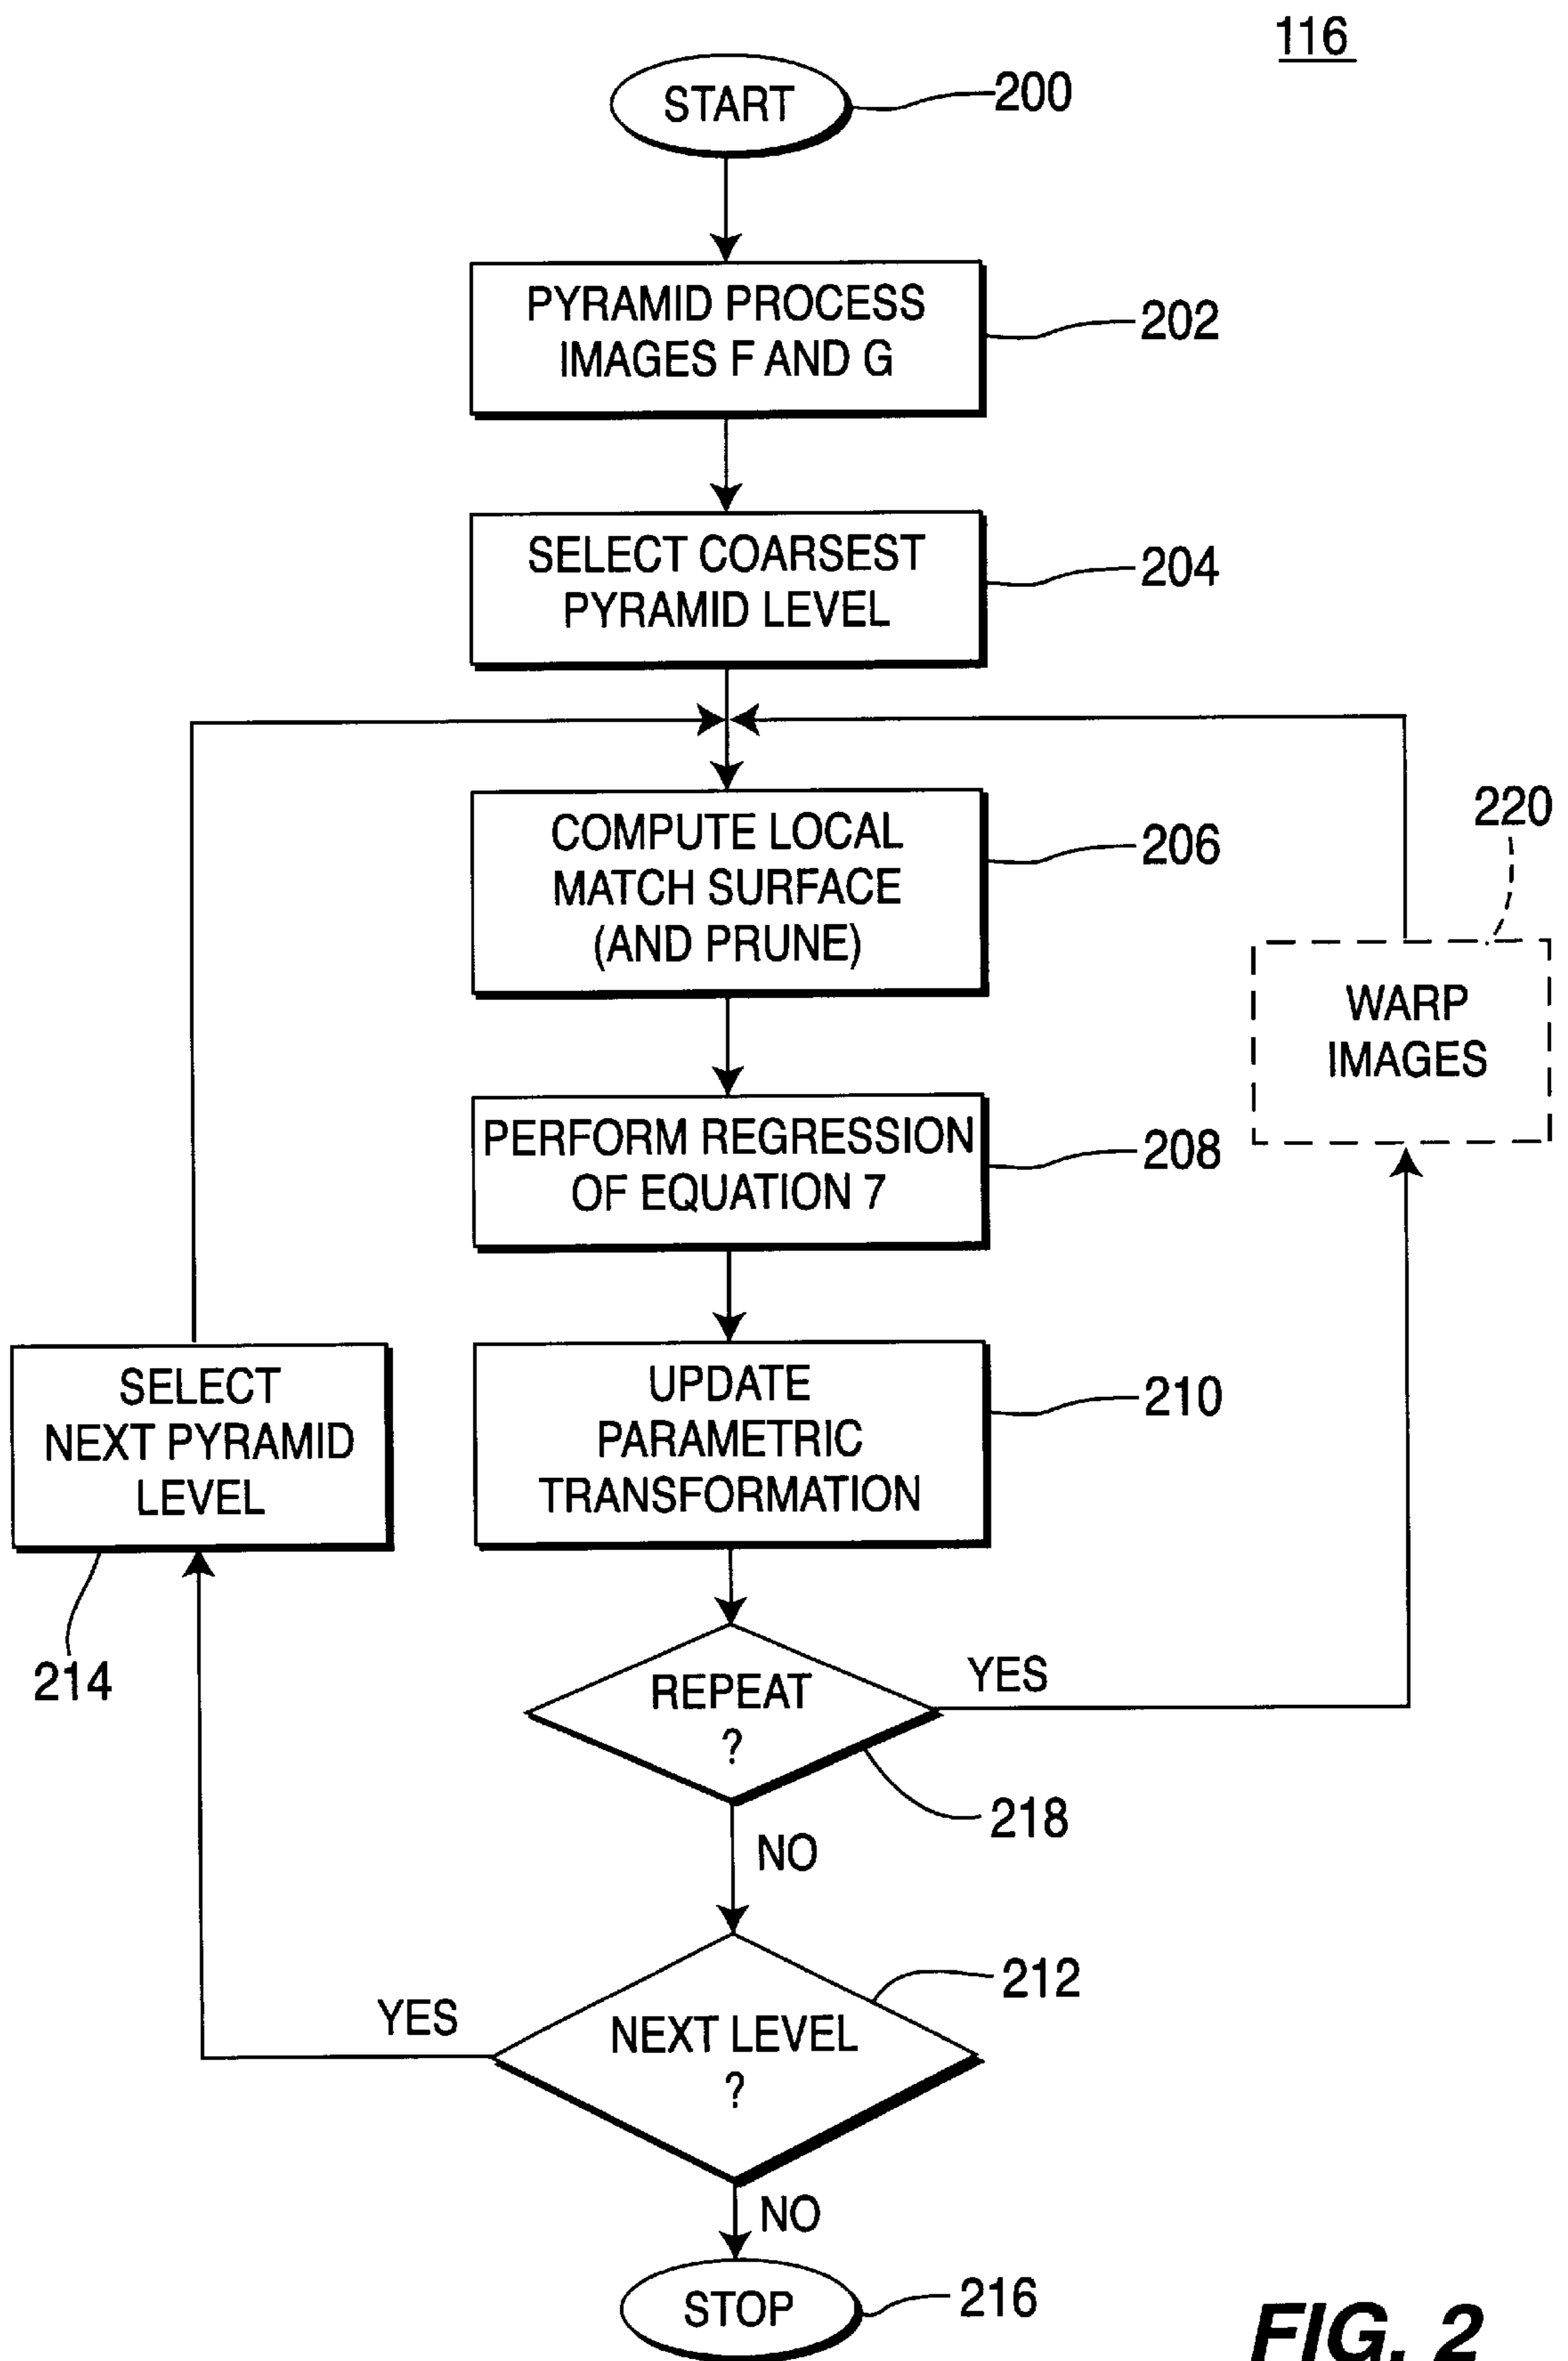 116
START
200
PYRAMID PROCESS
IMAGES F AND G
202
SELECT COARSEST
PYRAMID LEVEL
204
COMPUTE LOCAL
MATCH SURFACE
(AND PRUNE)
206
220
WARP
IMAGES
PERFORM REGRESSION
OF EQUATION 7
208
SELECT
NEXT PYRAMID
LEVEL
214
UPDATE
PARAMETRIC
TRANSFORMATION
210
REPEAT
?
YES
218
NO
212
YES
NEXT LEVEL
?
NO
STOP
216
FIG. 2